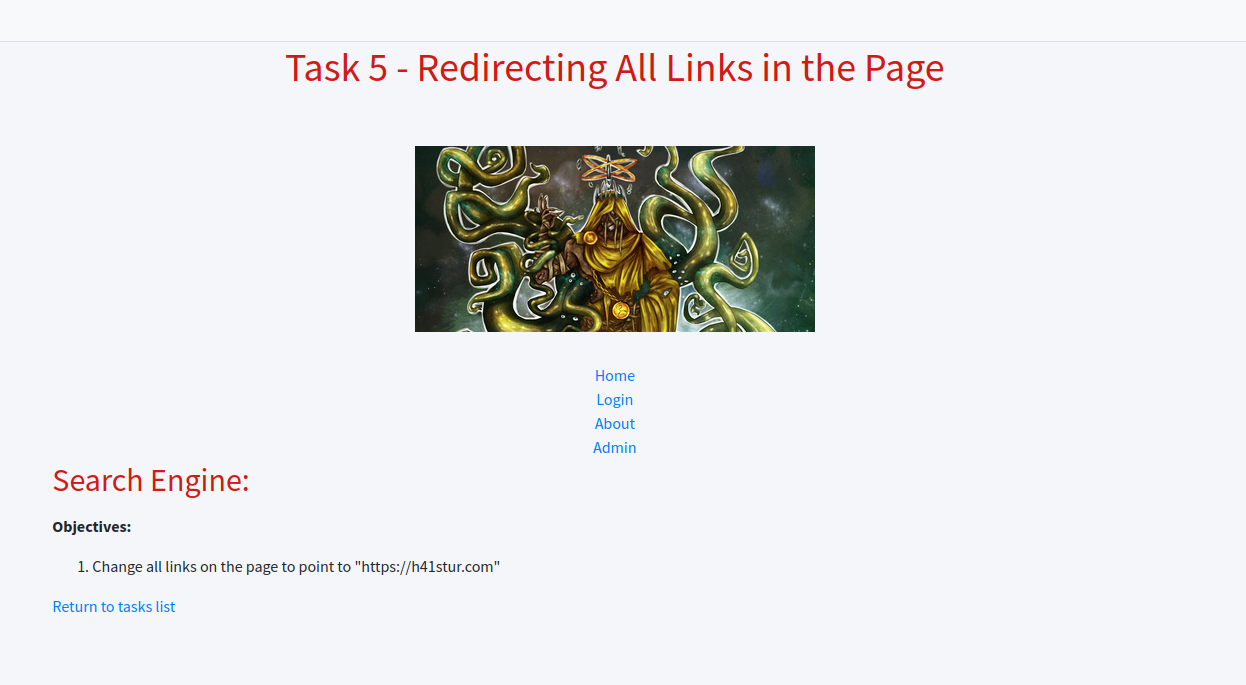 Task 5 - Redirecting All Links in the Page
Home
Login
About
Admin
Search Engine:
Objectives:
1. Change all links on the page to point to "https://h41stur.com"
Return to tasks list